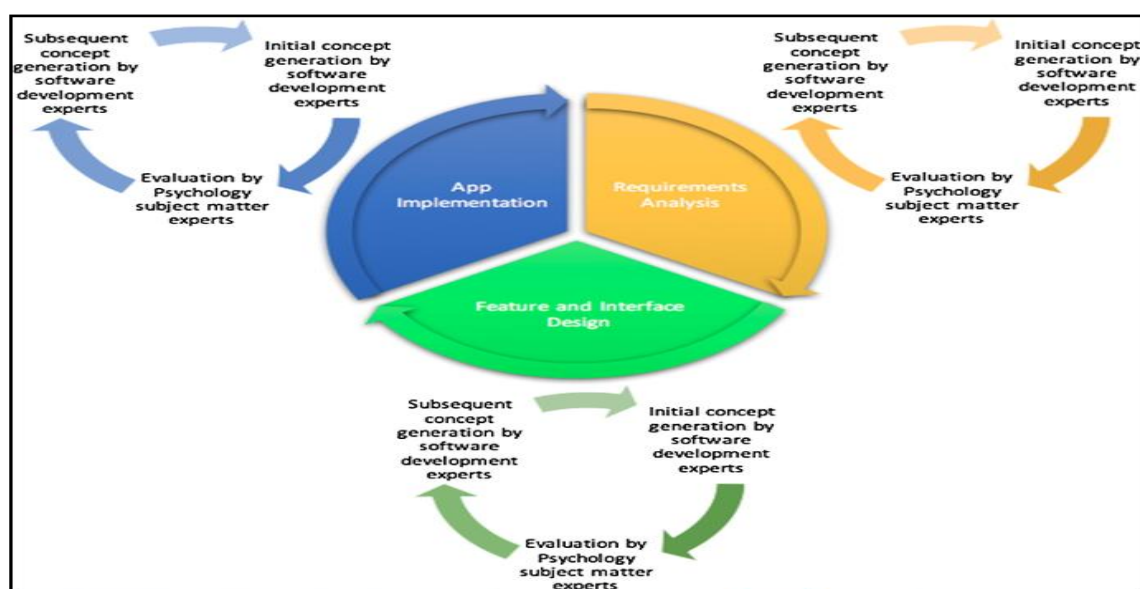 Subsequent
concept
generation by
software
development
experts
Initial concept
generation by
software
development
experts
Evaluation by
Psychology
subject matter
experts
Subsequent
concept
generation by
software
development
experts
Initial concept
generation by
software
development
experts
Evaluation by
Psychology
subject matter
experts
App
Implementation
Requirements
Analysis
Feature and Interface
Design
Subsequent
concept
generation by
software
development
experts
Initial concept
generation by
software
development
experts
Evaluation by
Psychology
subject matter
experts